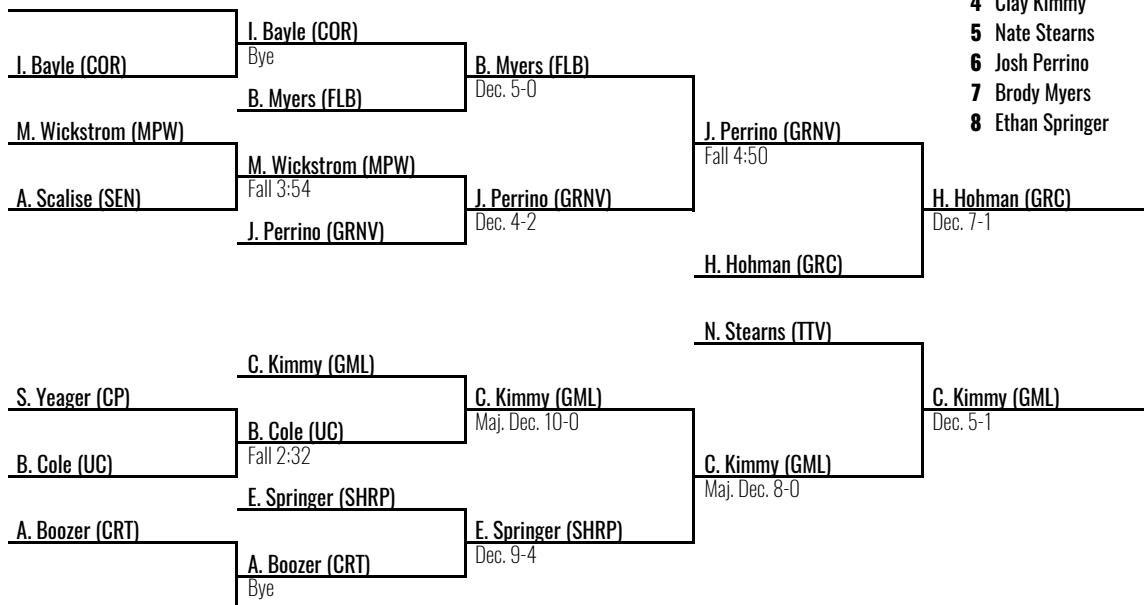 4 Clay Kimmy
I. Bayle (COR)
5 Nate Stearns
Bye
I. Bayle (COR)
B. Myers (FLB)
6 Josh Perrino
Dec. 5-0
B. Myers (FLB)
7 Brody Myers
8 Ethan Springer
M. Wickstrom (MPW)
J. Perrino (GRNV)
Fall 4:50
M. Wickstrom (MPW)
Fall 3:54
A. Scalise (SEN)
J. Perrino (GRNV)
H. Hohman (GRC)
Dec. 4-2
Dec. 7-1
J. Perrino (GRNV)
H. Hohman (GRC)
N. Stearns (TTV)
C. Kimmy (GML)
S. Yeager (CP)
C. Kimmy (GML)
C. Kimmy (GML)
Maj. Dec. 10-0
Dec. 5-1
B. Cole (UC)
Fall 2:32
B. Cole (UC)
C. Kimmy (GML)
Maj. Dec. 8-0
E. Springer (SHRP)
A. Boozer (CRT)
E. Springer (SHRP)
Dec. 9-4
A. Boozer (CRT)
Bye